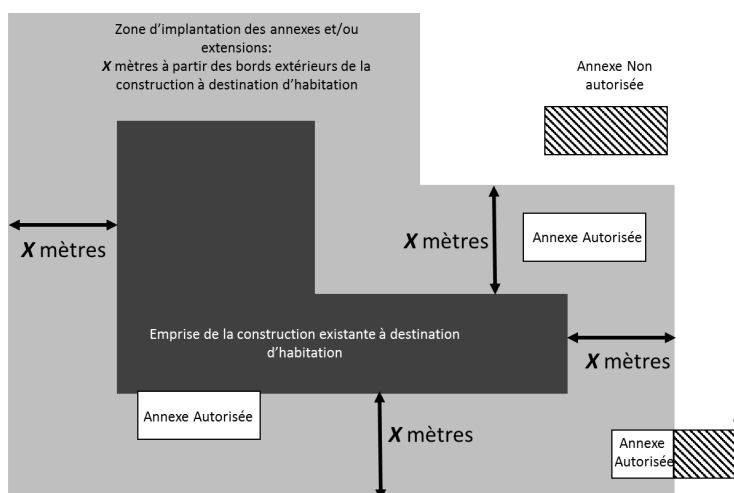 Zone d’implantation des annexes et/ou
extensions:
X mètres à partir des bords extérieurs de la
construction à destination d’habitation
Annexe Non
autorisée
X mètres
X mètres
Annexe Autorisée
Emprise de la construction existante à destination
d’habitation
X mètres
Annexe Autorisée
X mètres
Annexe
Autorisée